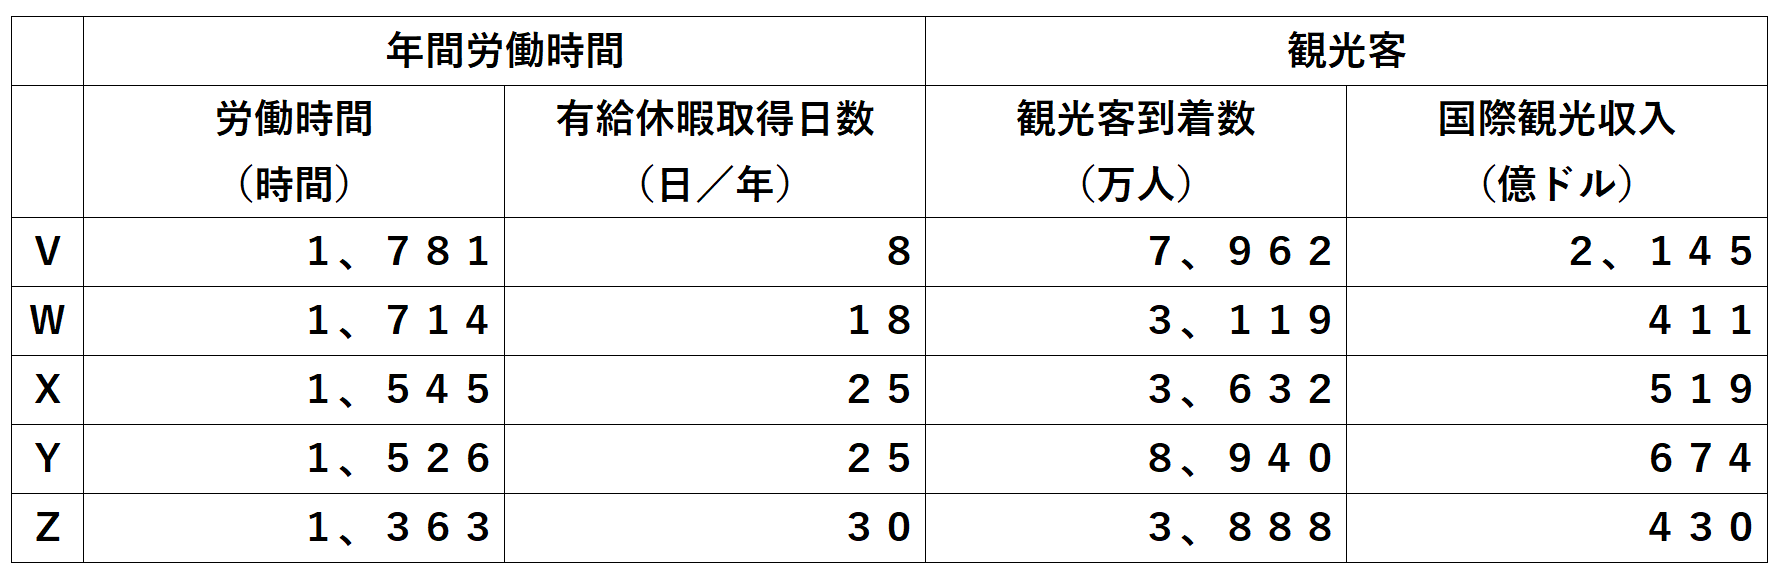 年間労働時間 観光客
労働時間 有給休暇取得日数 観光客到着数 国際観光収入
（時間） （日／年） （万人） （億ドル）
V １、７８１ ８ ７、９６２ ２、１４５
W １、７１４ １８ ３、１１９ ４１１
X １、５４５ ２５ ３、６３２ ５１９
Y １、５２６ ２５ ８、９４０ ６７４
Z １、３６３ ３０ ３、８８８ ４３０